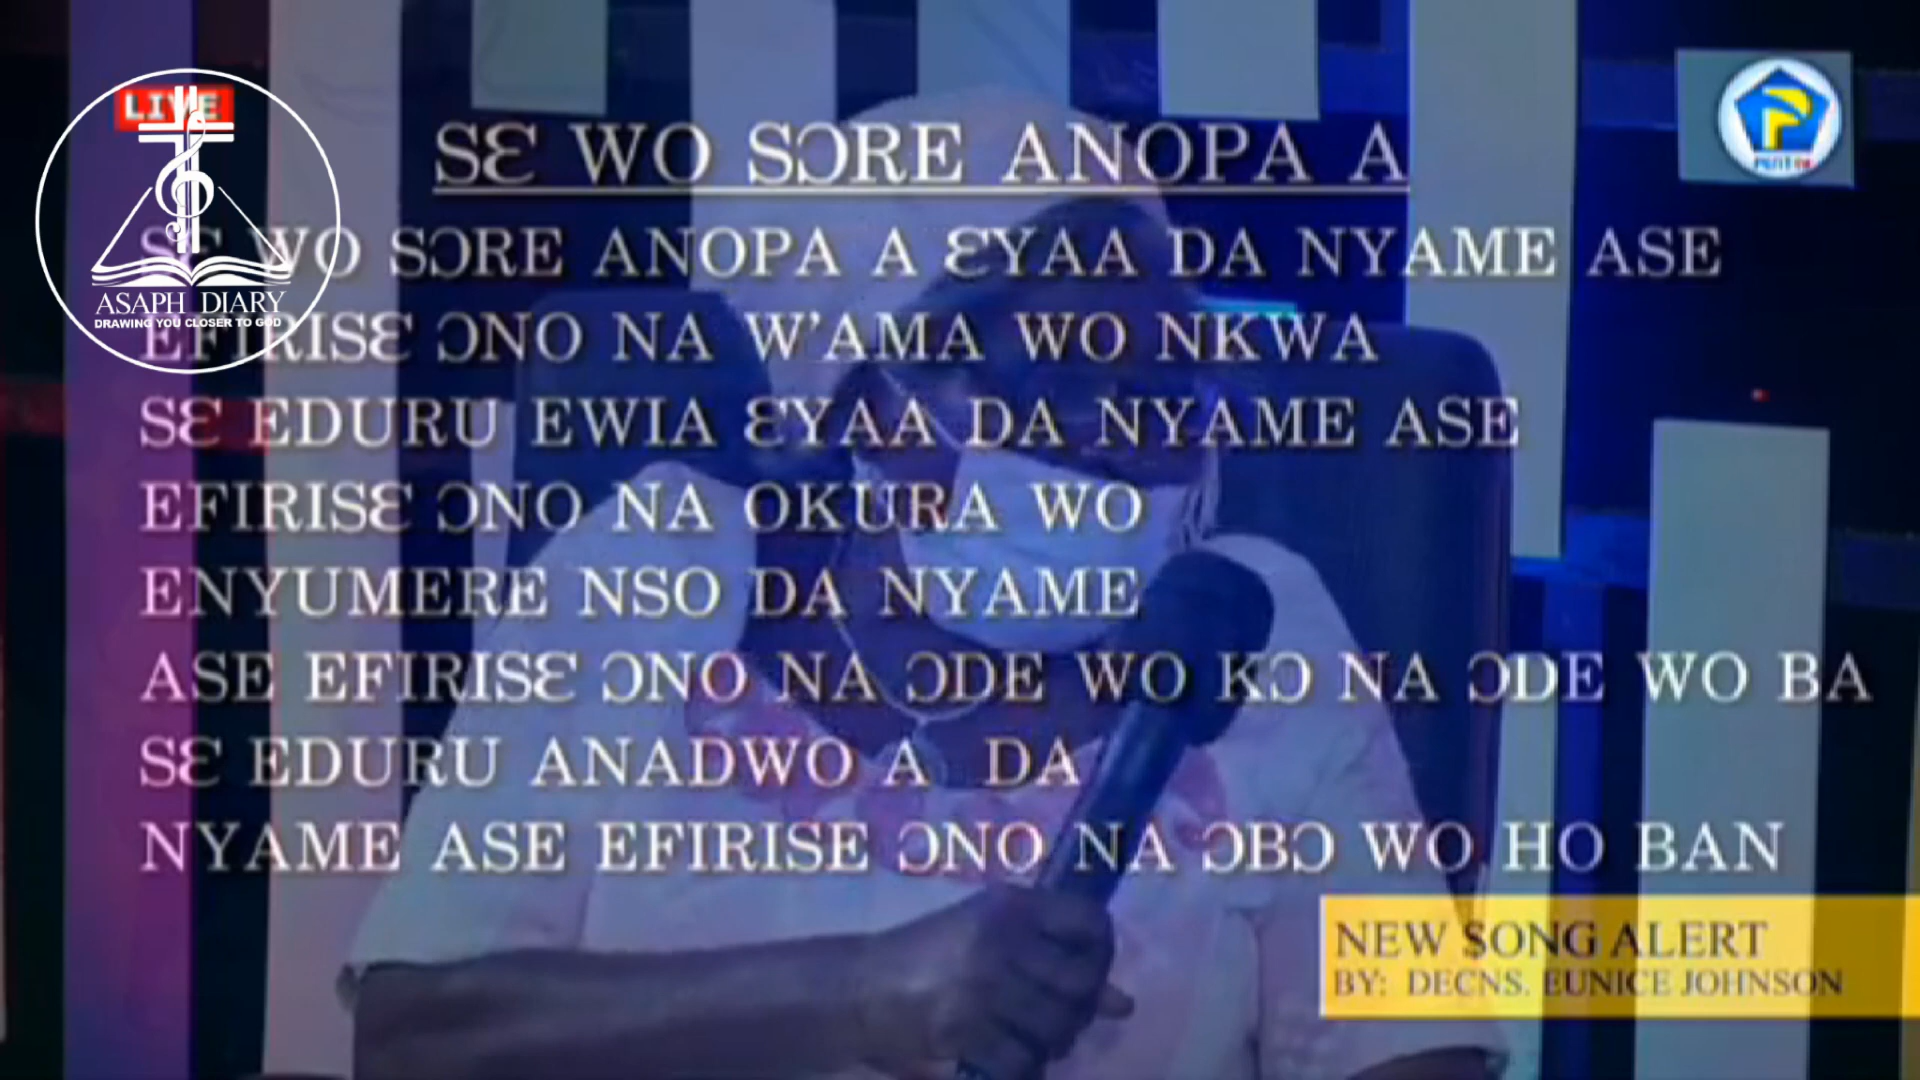 LIVE
ASAPH DIARY
DRAWING YOU CLOSER TO GOD
SƐ WO SƆRE ANOPA A
SƐ WO SƆRE ANOPA A ƐYAA DA NYAME ASE
EFIRISƐ ƆNO NA W'AMA WO NKWA
SƐ EDURU EWIA ƐYAA DA NYAME ASE
EFIRISƐ ƆNO NA OKURA WO
ENYUMERE NSO DA NYAME
ASE EFIRISƐ ƆNO NA ƆDE WO KƆ NA ƆDE WO BA
SƐ EDURU ANADWO A DA
NYAME ASE EFIRISE ƆNO NA ƆBƆ WO HO BAN
NEW SONG ALERT
BY: DECNS. EUNICE JOHNSON